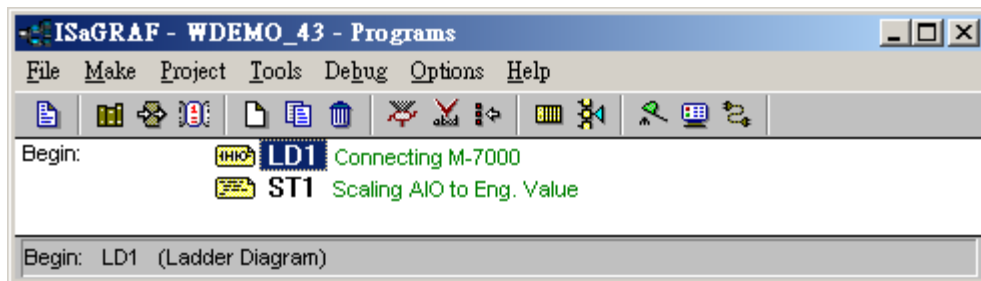 ISaGRAF - WDEMO_43 - Programs
File Make Project Tools Debug Options Help
Begin: LD1 Connecting M-7000
ST1 Scaling AIO to Eng. Value
Begin: LD1 (Ladder Diagram)